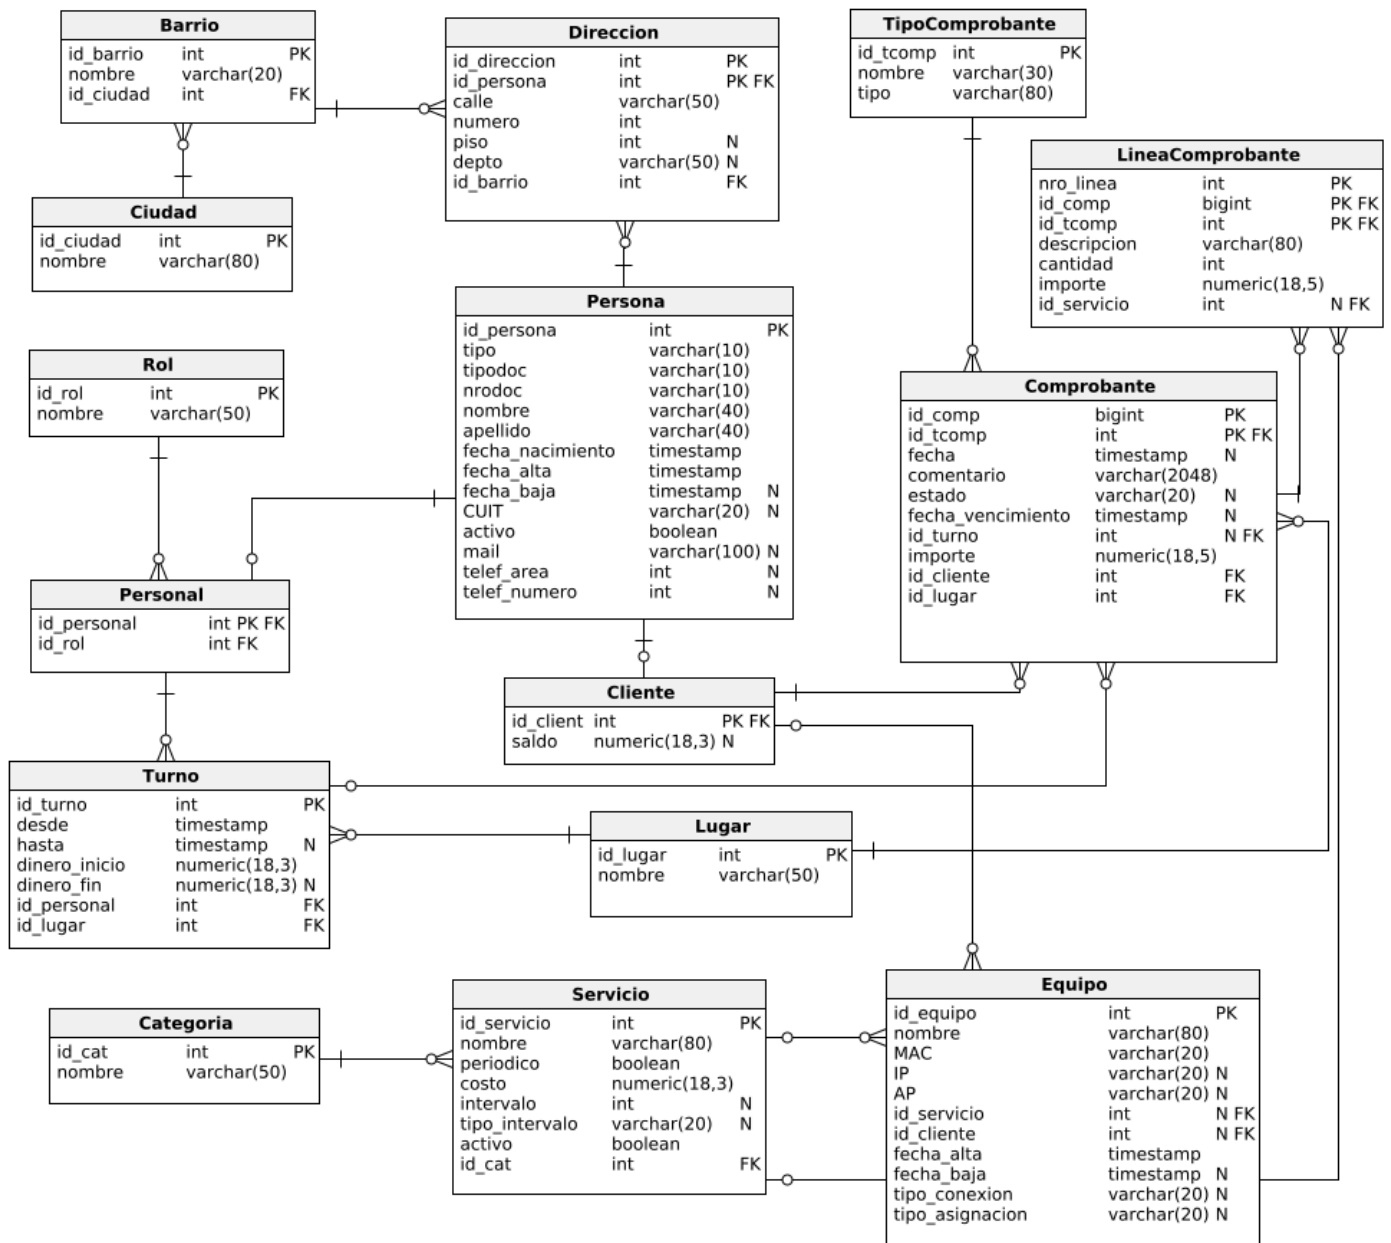 Barrio
id_barrio int PK
nombre varchar(20)
id_ciudad int FK
Direccion
id_direccion int PK
id_persona int PK FK
calle varchar(50)
numero int
piso int N
depto varchar(50) N
id_barrio int FK
TipoComprobante
id_tcomp int PK
nombre varchar(30)
tipo varchar(80)
LineaComprobante
nro_linea int PK
id_comp bigint PK FK
id_tcomp int PK FK
descripcion varchar(80)
cantidad int
importe numeric(18,5)
id_servicio int N FK
Ciudad
id_ciudad int PK
nombre varchar(80)
Persona
id_persona int PK
tipo varchar(10)
tipodoc varchar(10)
nrodoc varchar(10)
nombre varchar(40)
apellido varchar(40)
fecha_nacimiento timestamp
fecha_alta timestamp
fecha_baja timestamp N
CUIT varchar(20) N
activo boolean
mail varchar(100) N
telef_area int N
telef_numero int N
Rol
id_rol int PK
nombre varchar(50)
Comprobante
id_comp bigint PK
id_tcomp int PK FK
fecha timestamp N
comentario varchar(2048)
estado varchar(20) N
fecha_vencimiento timestamp N
id_turno int N FK
importe numeric(18,5)
id_cliente int FK
id_lugar int FK
Personal
id_personal int PK FK
id_rol int FK
Cliente
id_client int PK FK
saldo numeric(18,3) N
Turno
id_turno int PK
desde timestamp
hasta timestamp N
dinero_inicio numeric(18,3)
dinero_fin numeric(18,3) N
id_personal int FK
id_lugar int FK
Lugar
id_lugar int PK
nombre varchar(50)
Categoria
id_cat int PK
nombre varchar(50)
Servicio
id_servicio int PK
nombre varchar(80)
periodico boolean
costo numeric(18,3)
intervalo int N
tipo_intervalo varchar(20) N
activo boolean
id_cat int FK
Equipo
id_equipo int PK
nombre varchar(80)
MAC varchar(20)
IP varchar(20) N
AP varchar(20) N
id_servicio int N FK
id_cliente int N FK
fecha_alta timestamp
fecha_baja timestamp N
tipo_conexion varchar(20) N
tipo_asignacion varchar(20) N